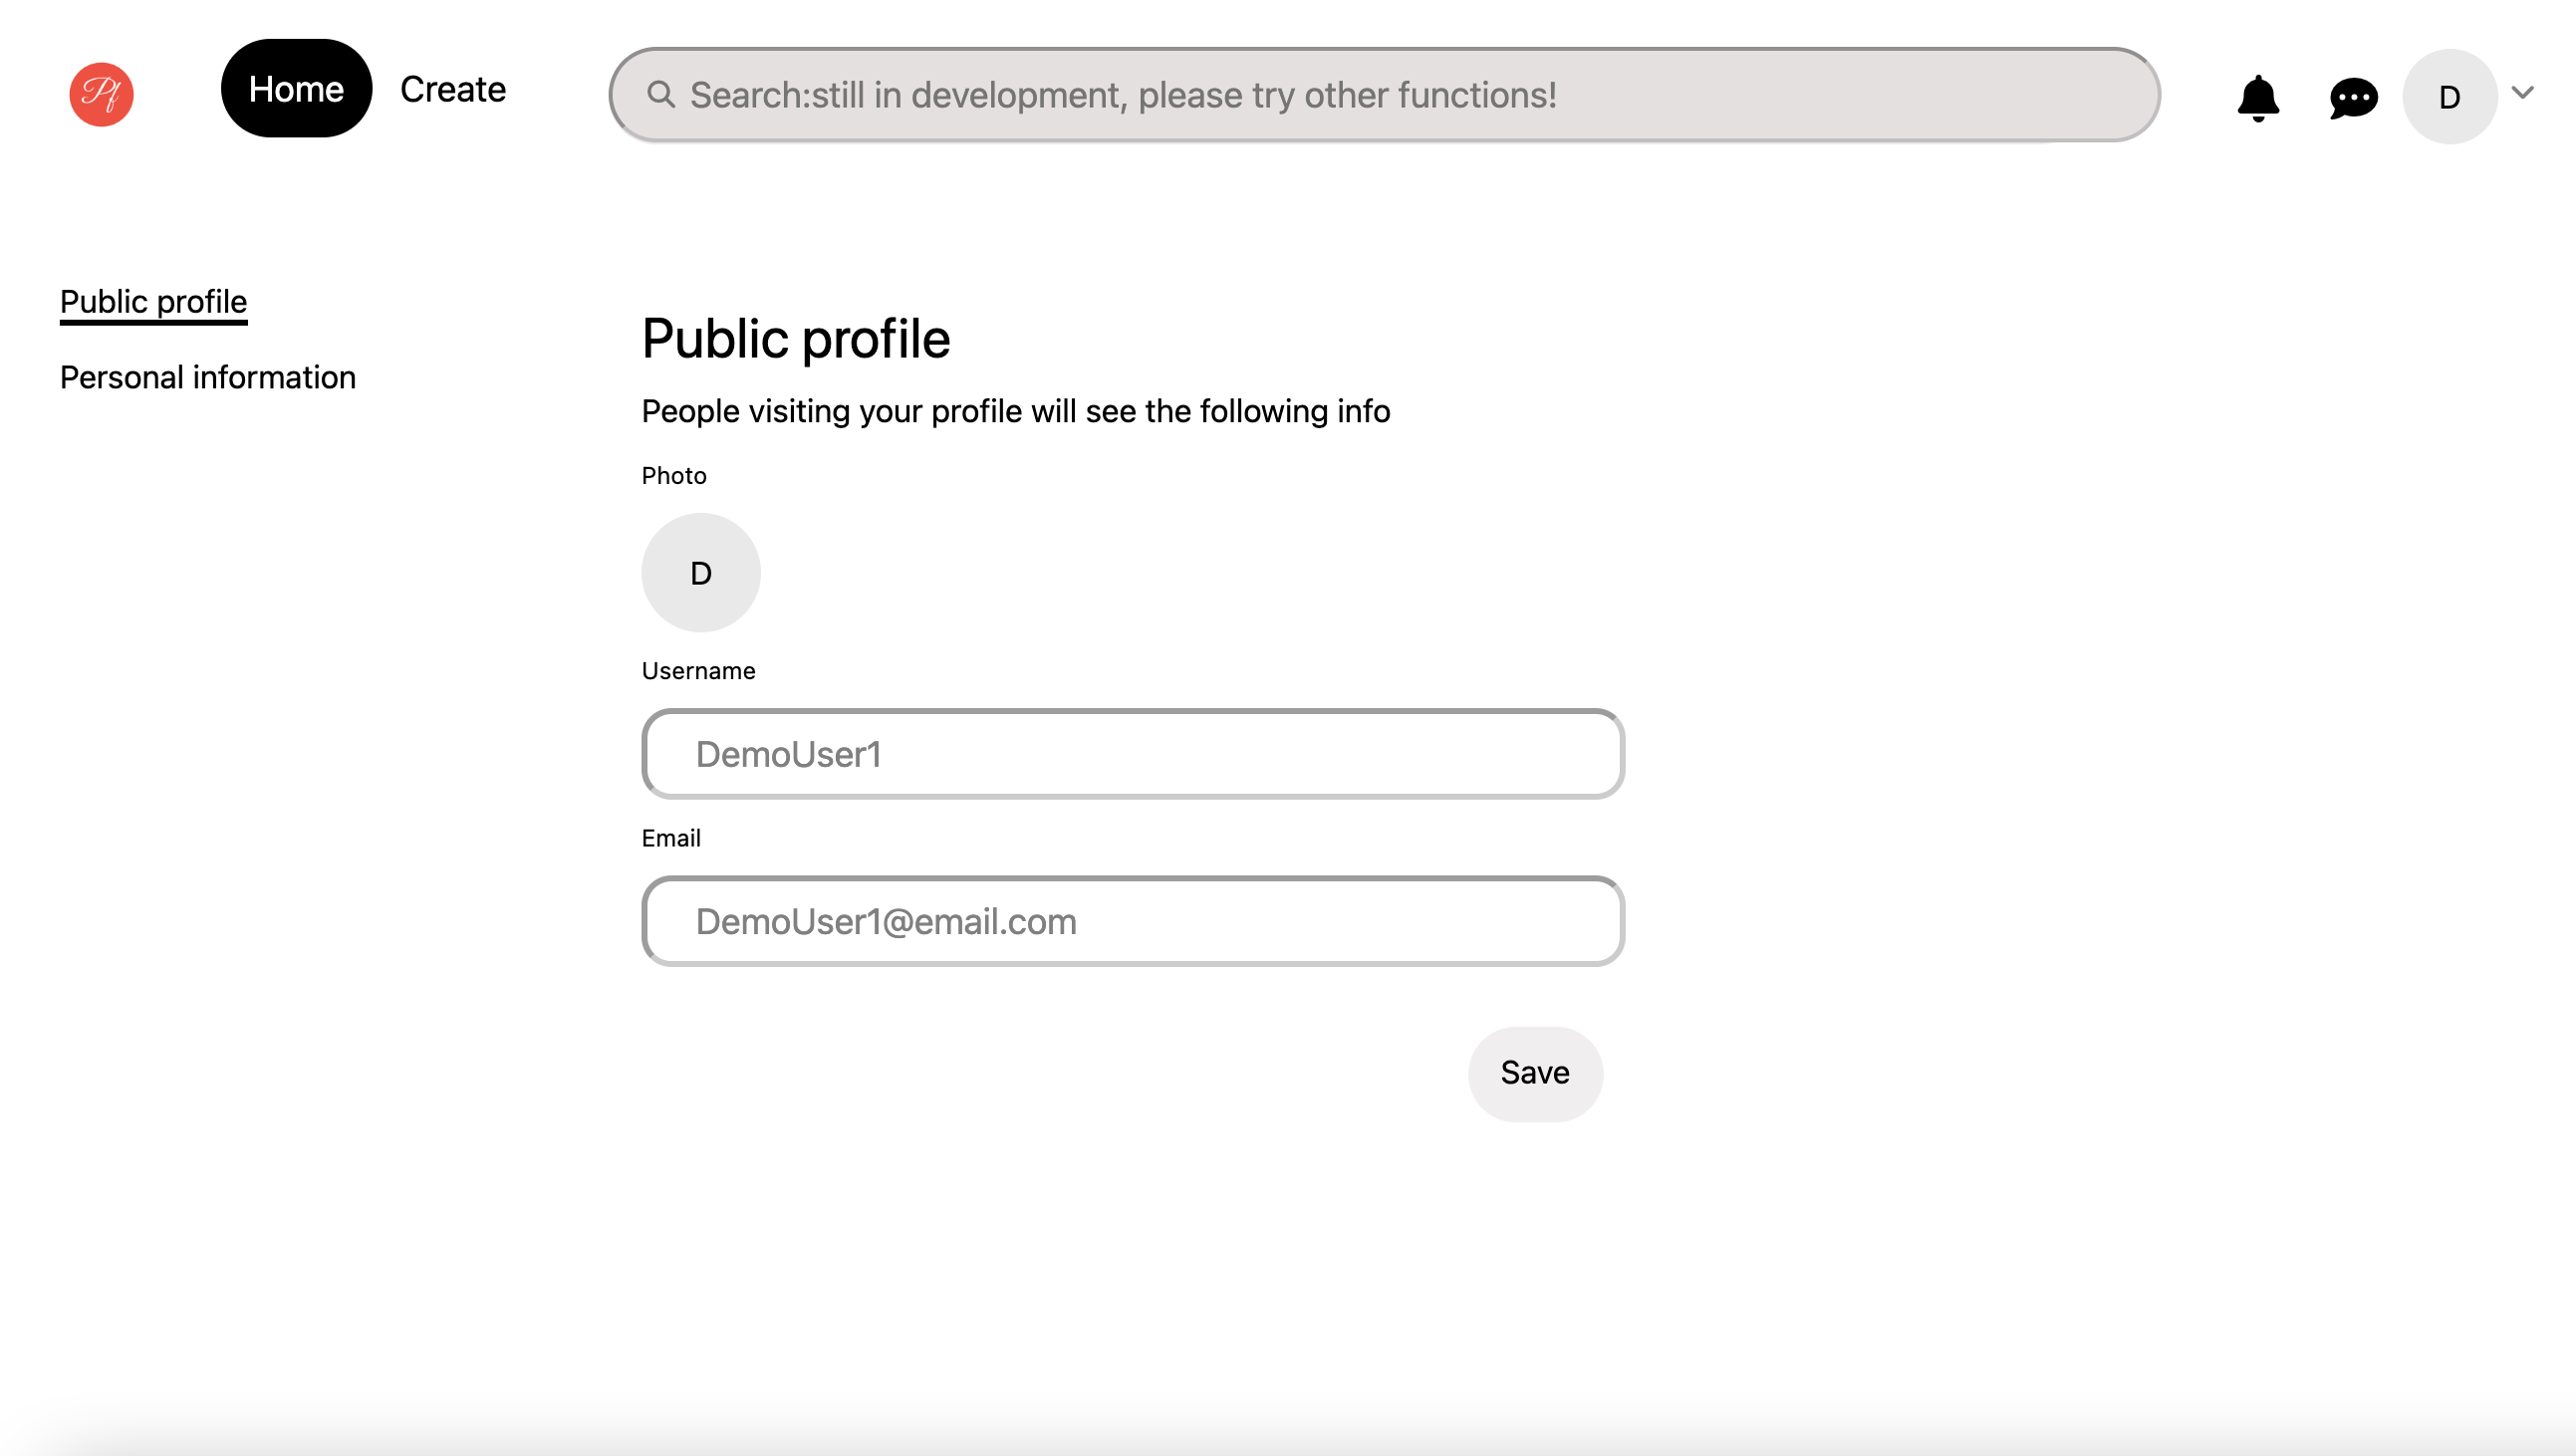 Pf
Home
Create
Search:still in development, please try other functions!
D
Public profile
Personal information
Public profile
People visiting your profile will see the following info
Photo
D
Username
DemoUser1
Email
DemoUser1@email.com
Save